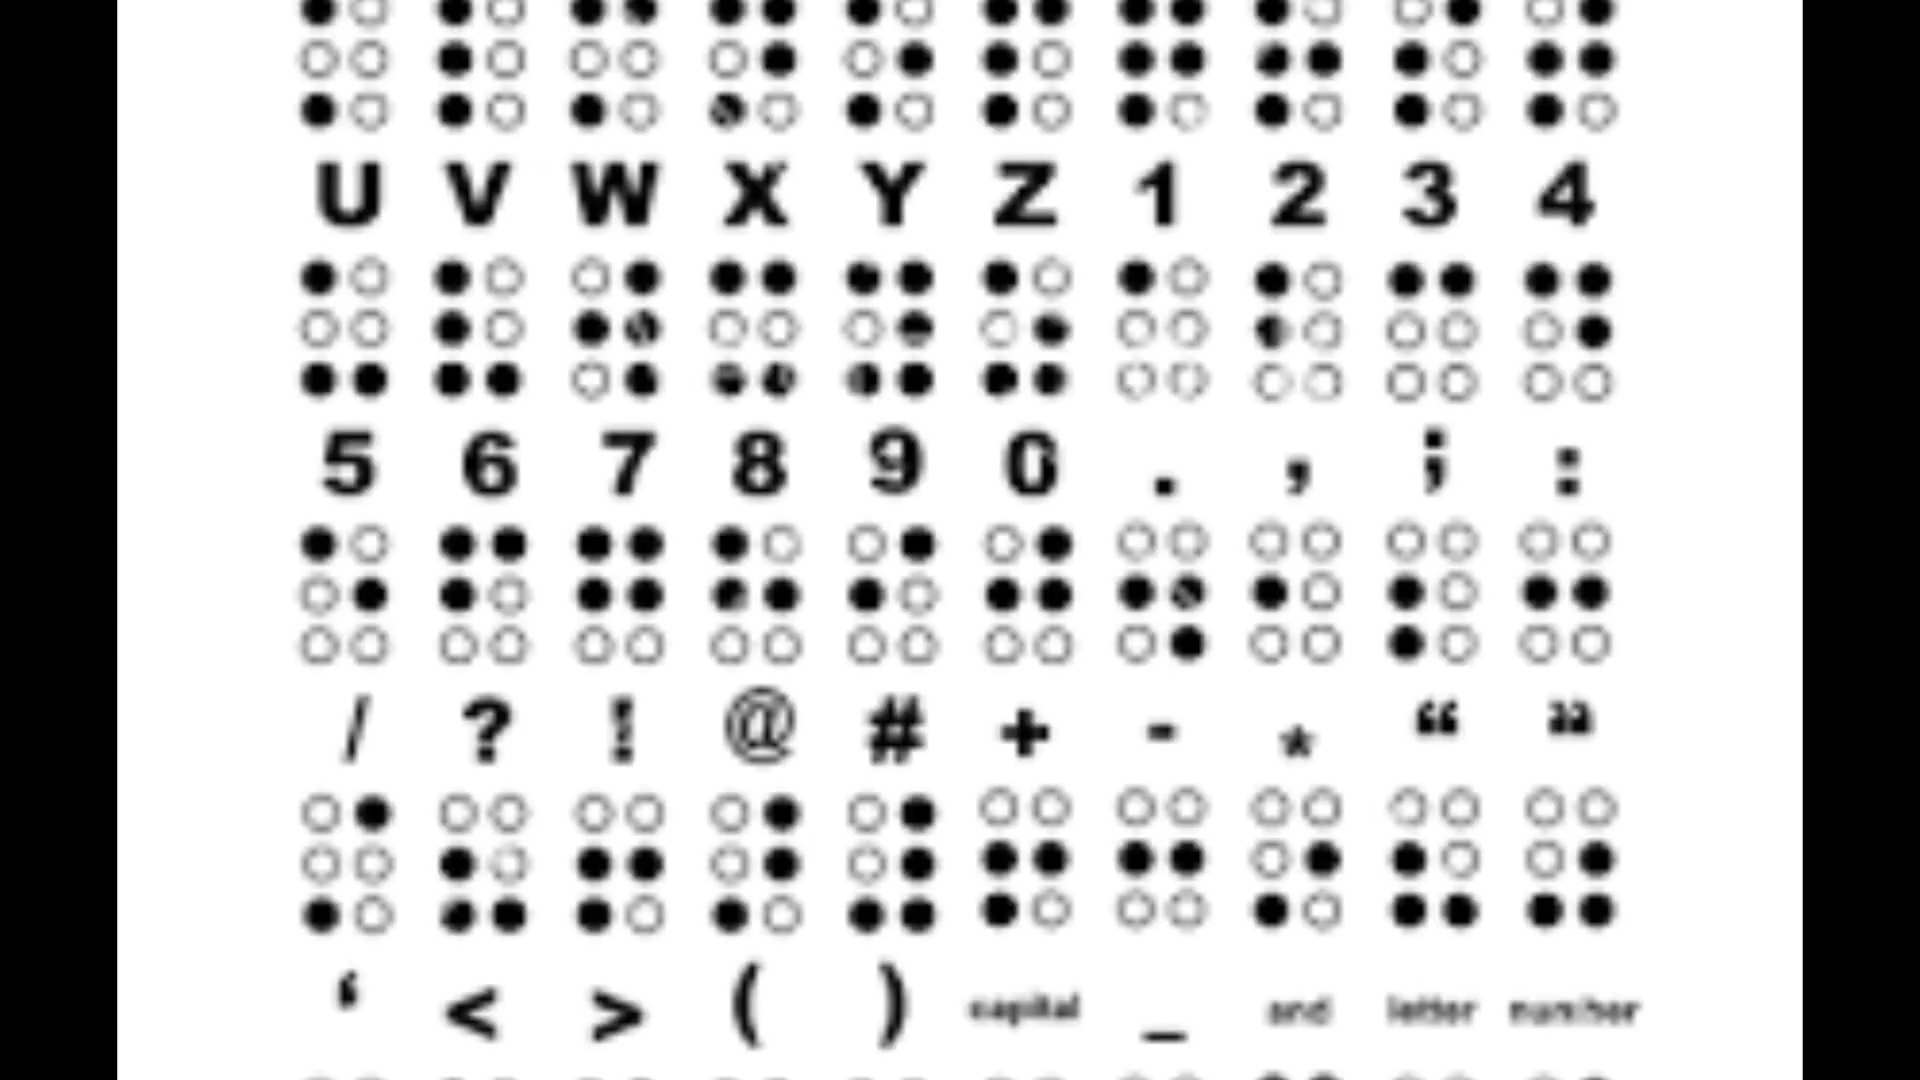 U V W X Y Z 1 2 3 4
5 6 7 8 9 0 . , ; :
/ ? ! @ # + - * “ ”
‘ < > ( ) capital _ and letter number